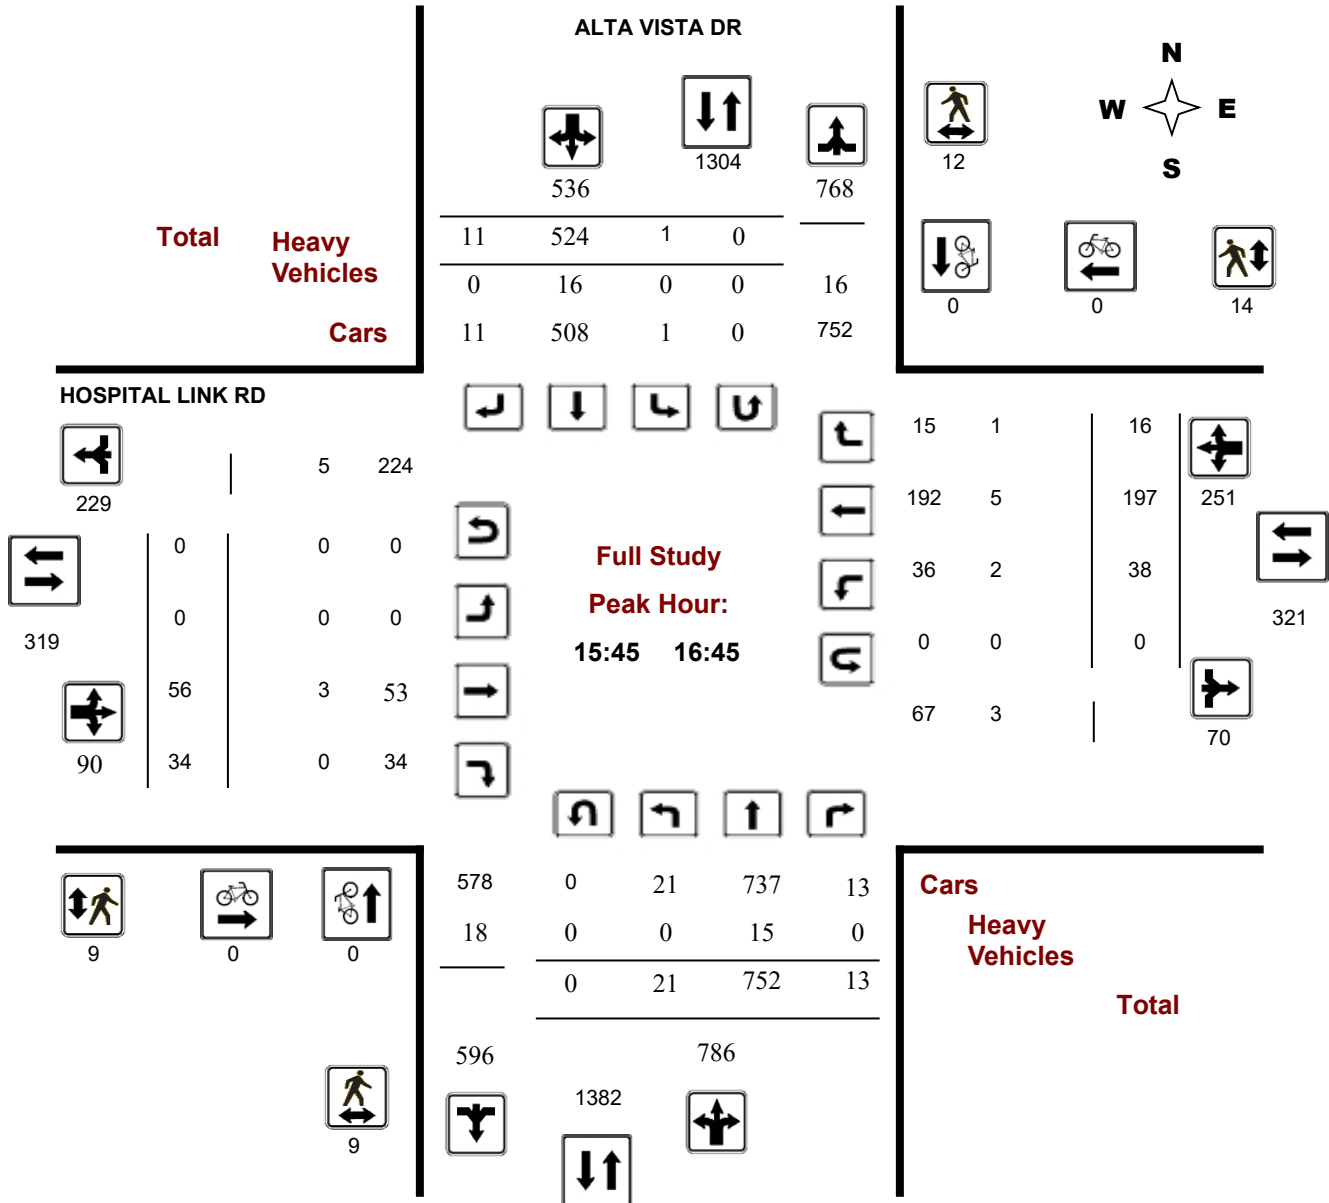 ALTA VISTA DR
N
W E
S
1304
12
536
768
Total
Heavy
Vehicles
Cars
11 524 1 0
0 16 0 0 16
11 508 1 0 752
0 0 14
HOSPITAL LINK RD
229
5 224
0 0 0
0 0 0
319
56 3 53
90
34 0 34
Full Study
Peak Hour:
15:45 16:45
15 1 16
192 5 197
251
36 2 38
321
0 0 0
67 3
70
9 0 0
578 0 21 737 13
18 0 0 15 0
0 21 752 13
596
786
1382
9
Cars
Heavy
Vehicles
Total